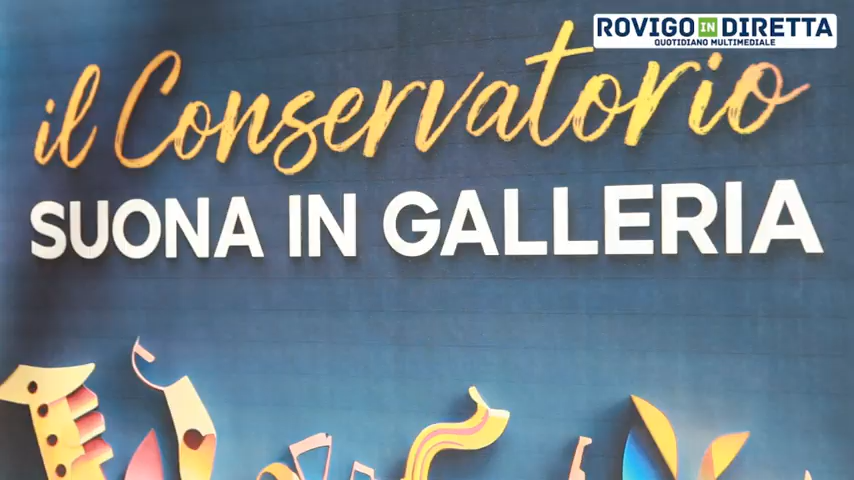 ROVIGO IN DIRETTA
QUOTIDIANO MULTIMEDIALE
il Conservatorio
SUONA IN GALLERIA